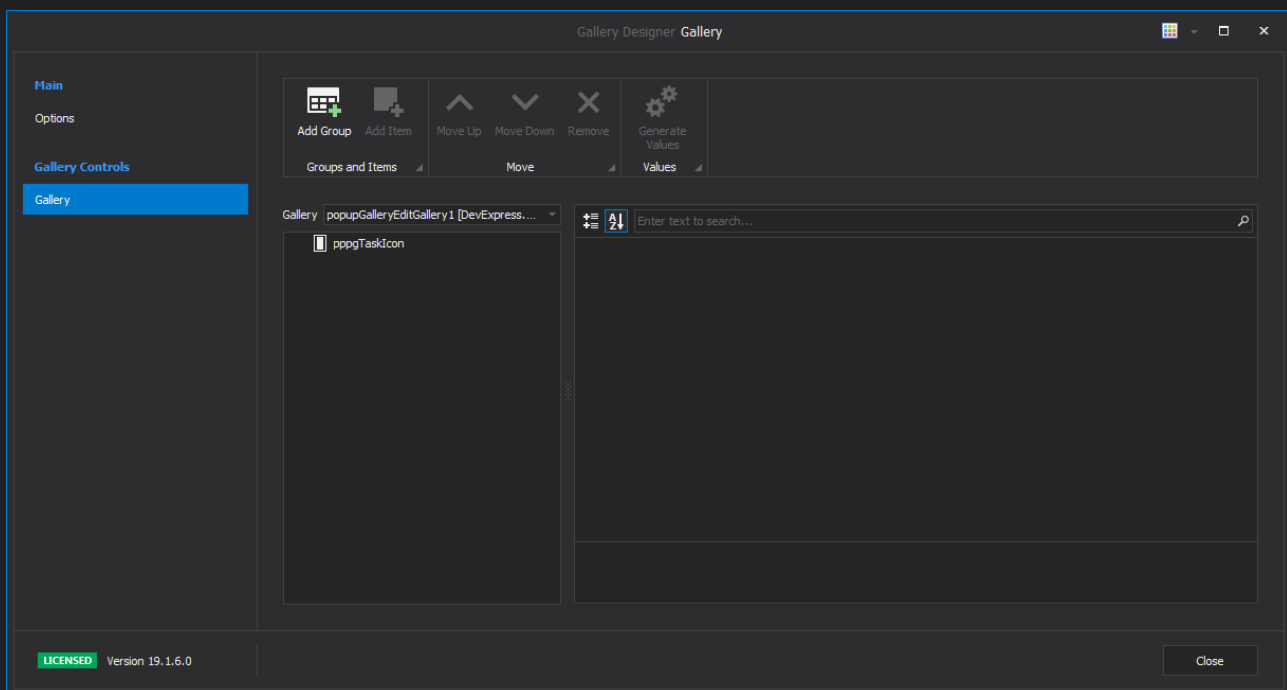 Gallery Designer Gallery
Main
Options
Gallery Controls
Gallery
Add Group
Add Item
Move Up
Move Down
Remove
Generate
Values
Groups and Items
Move
Values
Gallery
popupGalleryEditGallery1 [DevExpress....
A
Z
Enter text to search...
pppgTaskIcon
LICENSED
Version 19.1.6.0
Close